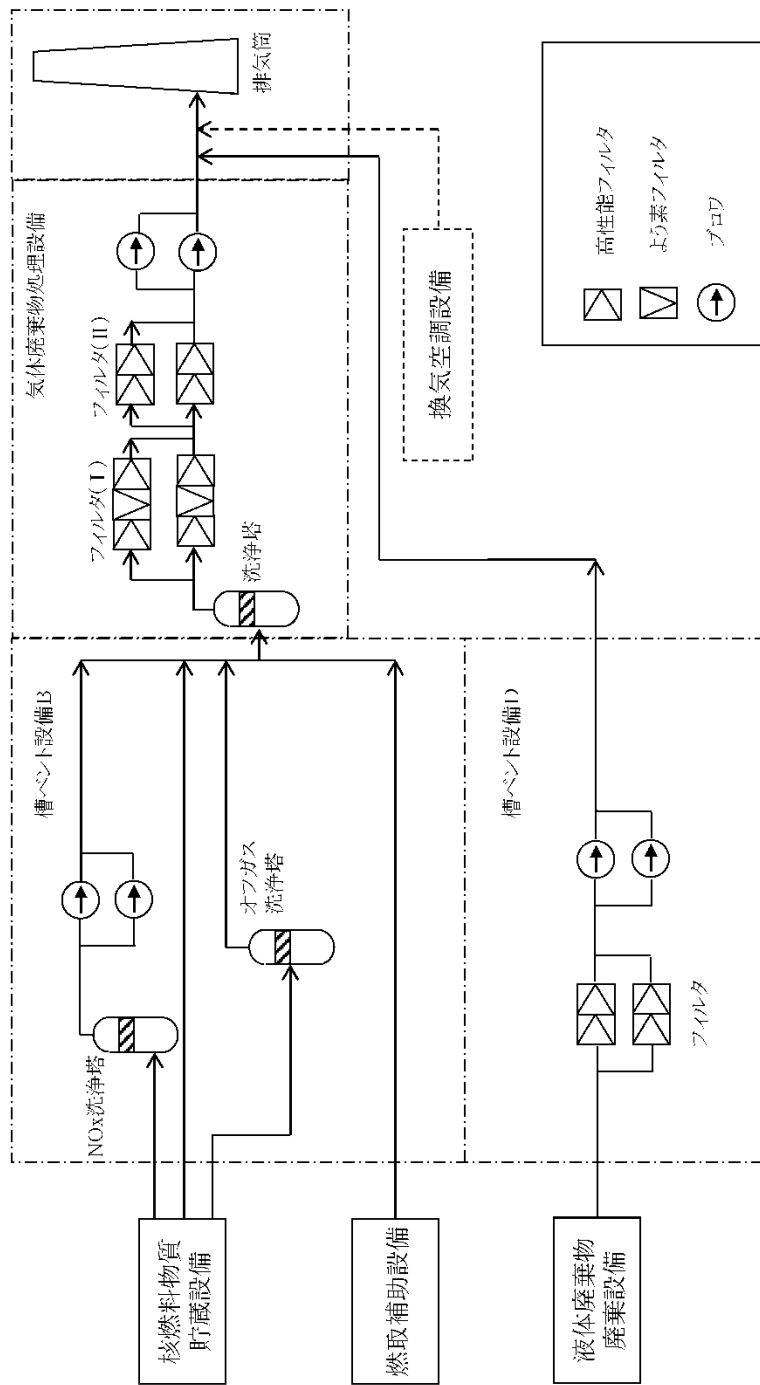 核燃料物質
貯蔵設備
燃取補助設備
液体廃棄物
廃棄設備
槽ベント設備B
NOx洗浄塔
オフガス
洗浄塔
槽ベント設備D
フィルタ
気体廃棄物処理設備
洗浄塔
フィルタ(Ⅰ)
フィルタ(Ⅱ)
排気筒
換気空調設備
高性能フィルタ
よう素フィルタ
ブロワ